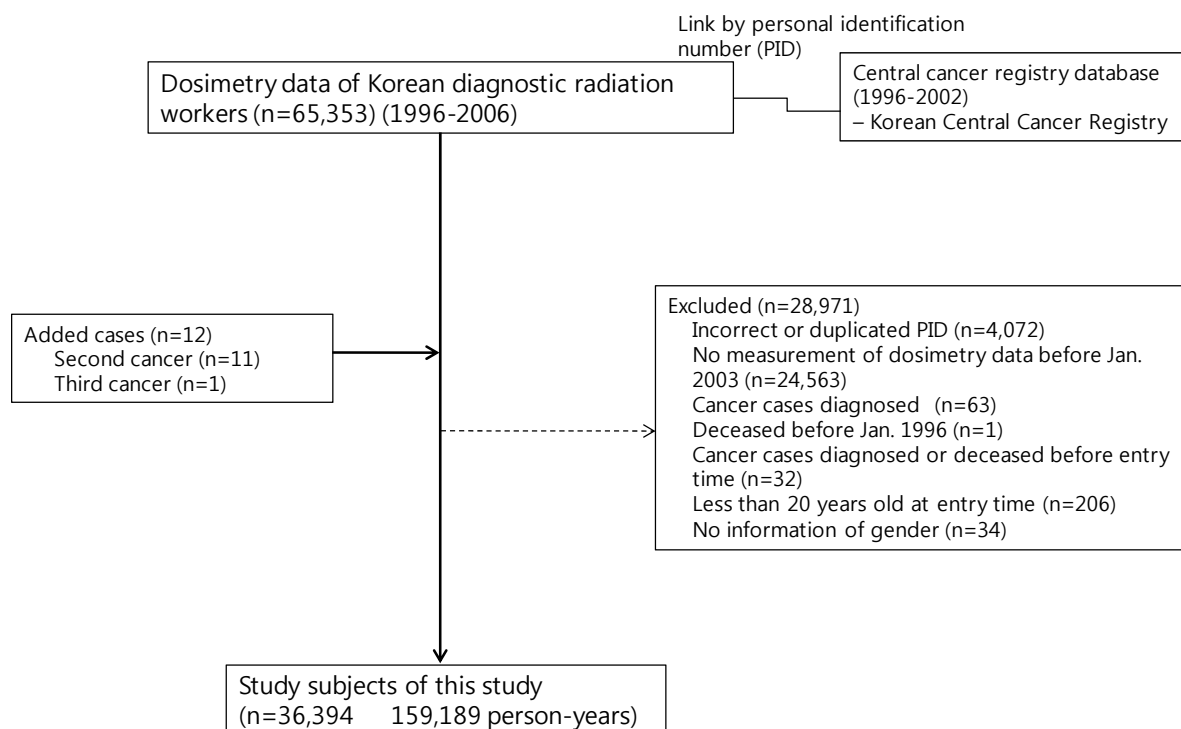 Link by personal identification
number (PID)
Dosimetry data of Korean diagnostic radiation
workers (n=65,353) (1996-2006)
Central cancer registry database
(1996-2002)
– Korean Central Cancer Registry
Added cases (n=12)
Second cancer (n=11)
Third cancer (n=1)
Excluded (n=28,971)
Incorrect or duplicated PID (n=4,072)
No measurement of dosimetry data before Jan.
2003 (n=24,563)
Cancer cases diagnosed (n=63)
Deceased before Jan. 1996 (n=1)
Cancer cases diagnosed or deceased before entry
time (n=32)
Less than 20 years old at entry time (n=206)
No information of gender (n=34)
Study subjects of this study
(n=36,394 159,189 person-years)